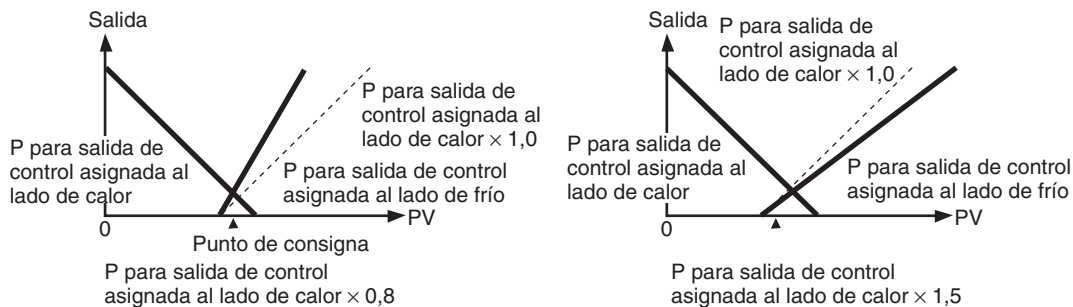 Salida
P para salida de
control asignada al
lado de calor × 1,0
P para salida de
control asignada al
lado de calor
P para salida de control
asignada al lado de frío
0
PV
Punto de consigna
P para salida de control
asignada al lado de calor × 0,8
Salida
P para salida de
control asignada al
lado de calor × 1,0
P para salida de
control asignada al
lado de calor
P para salida de control
asignada al lado de frío
0
PV
P para salida de control
asignada al lado de calor × 1,5